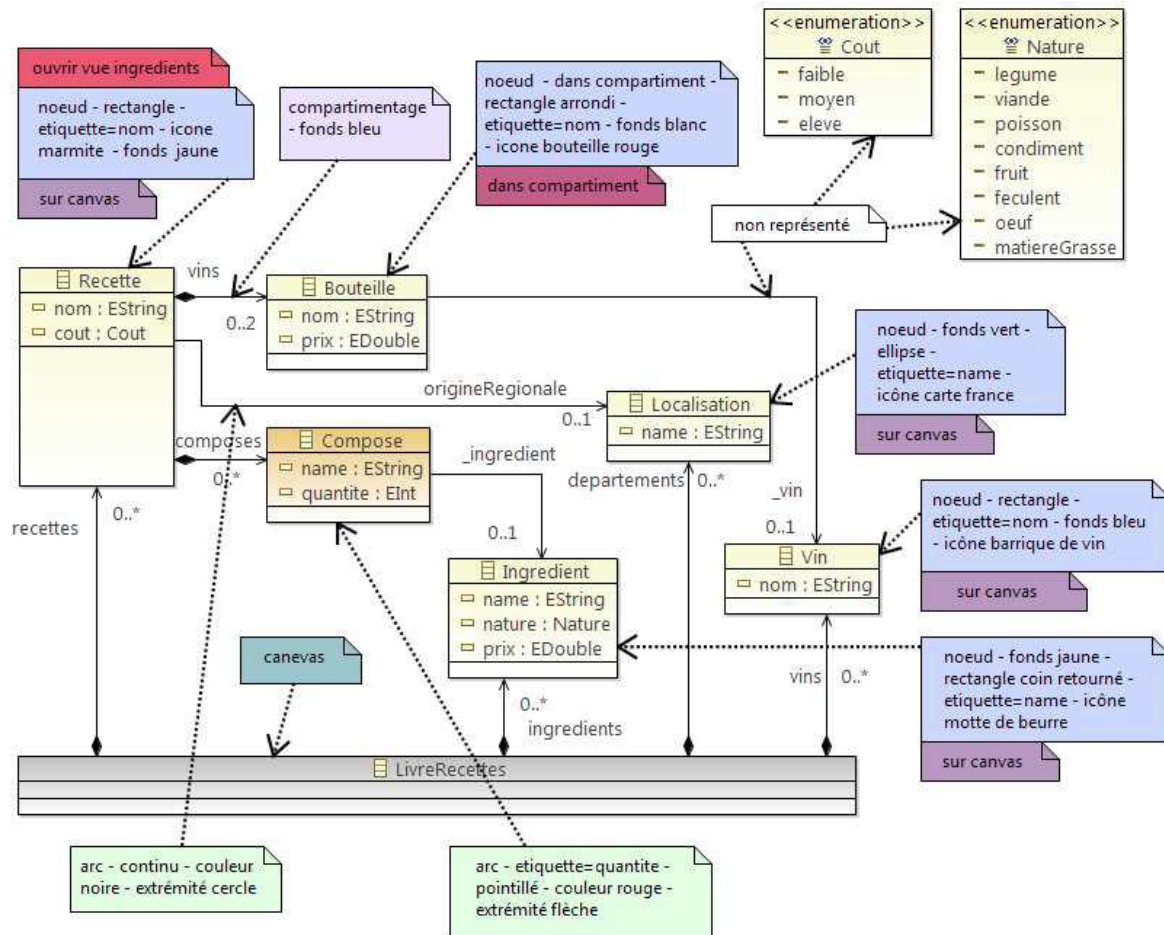 <<enumeration>>
Cout
faible
moyen
eleve
<<enumeration>>
Nature
legume
viande
poisson
condiment
fruit
feculent
oeuf
matiereGrasse
ouvrir vue ingredients
noeud - rectangle -
etiquette=nom - icone
marmite - fonds jaune
sur canvas
compartimentage
- fonds bleu
noeud - dans compartiment -
rectangle arrondi -
etiquette=nom - fonds blanc
- icone bouteille rouge
dans compartiment
non représenté
Recette
nom : EString
cout : Cout
vins
0..2
Bouteille
nom : EString
prix : EDouble
origineRegionale
0..1
Localisation
name : EString
noeud - fonds vert -
ellipse -
etiquette=name -
icône carte france
sur canvas
composes
0..*
Compose
name : EString
quantite : EInt
_ingredient
0..1
departements
0..*
_vin
0..1
recettes
0..*
Ingredient
name : EString
nature : Nature
prix : EDouble
Vin
nom : EString
noeud - rectangle -
etiquette=nom - fonds bleu
- icône barrique de vin
sur canvas
canevas
0..*
ingredients
vins
0..*
noeud - fonds jaune -
rectangle coin retourné -
etiquette=name - icône
motte de beurre
sur canvas
LivreRecettes
arc - continu - couleur
noire - extrémité cercle
arc - etiquette=quantite -
pointillé - couleur rouge -
extrémité flèche